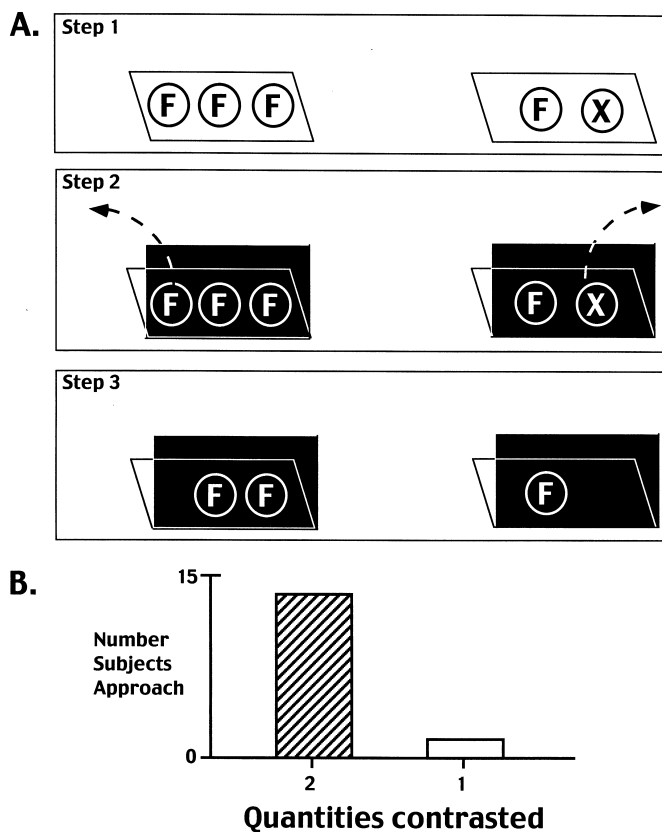 A.
Step 1
F F F F X
Step 2
F F F F X
Step 3
F F F
B.
15
Number
Subjects
Approach
0
2 1
Quantities contrasted